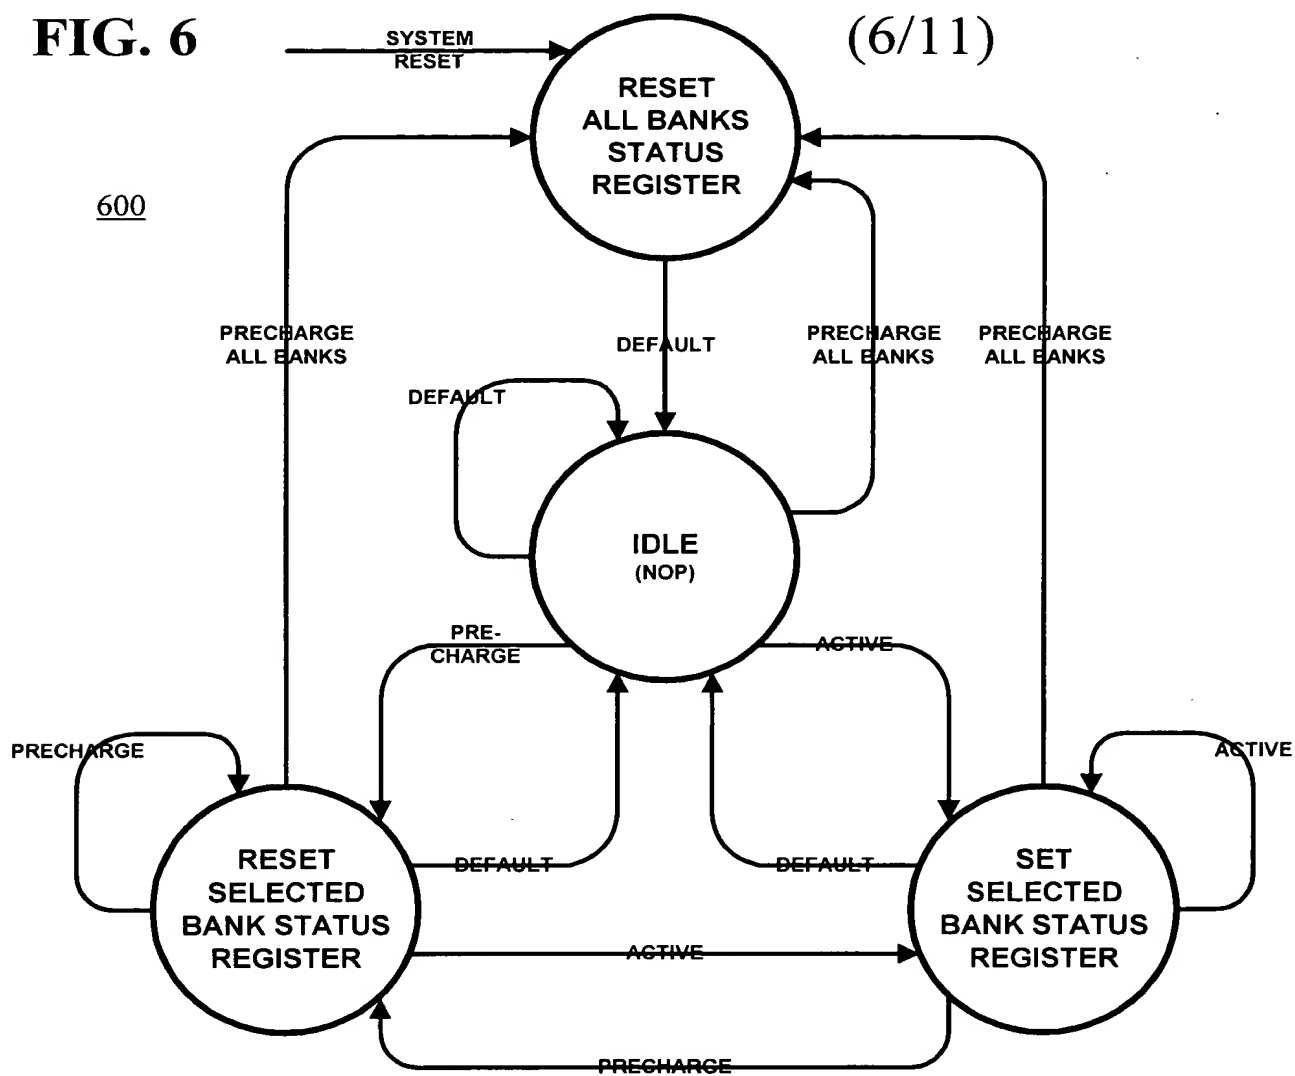 FIG. 6
(6/11)
SYSTEM
RESET
RESET
ALL BANKS
STATUS
REGISTER
600
PRECHARGE
ALL BANKS
DEFAULT
PRECHARGE
ALL BANKS
PRECHARGE
ALL BANKS
DEFAULT
IDLE
(NOP)
PRE-
CHARGE
ACTIVE
PRECHARGE
ACTIVE
RESET
SELECTED
BANK STATUS
REGISTER
DEFAULT
DEFAULT
SET
SELECTED
BANK STATUS
REGISTER
ACTIVE
PRECHARGE